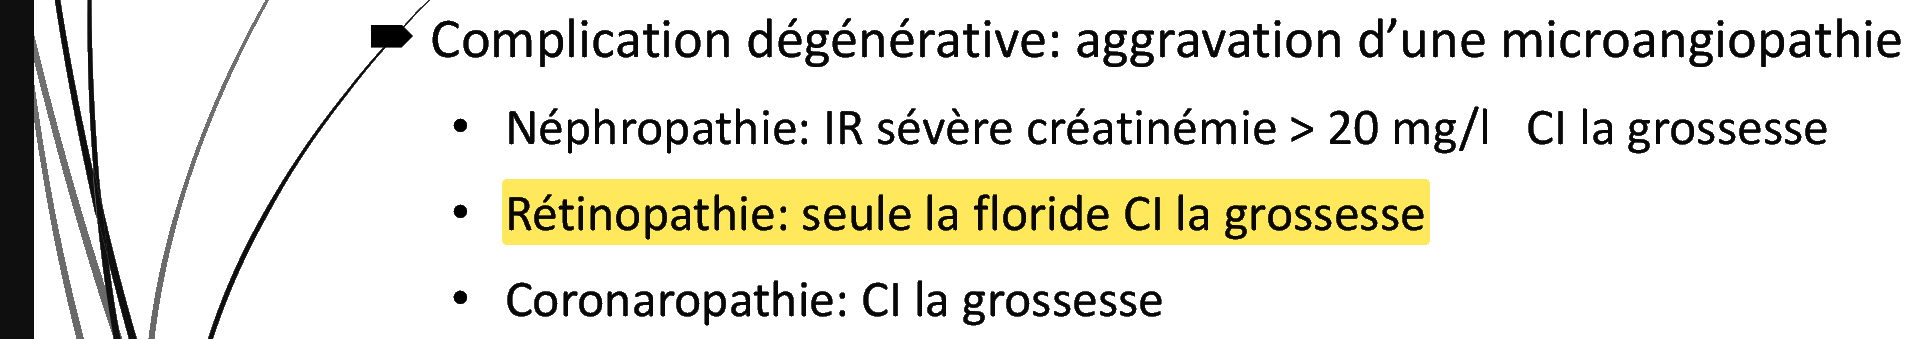 Complication dégénérative: aggravation d’une microangiopathie
• Néphropathie: IR sévère créatinémie > 20 mg/l CI la grossesse
• Rétinopathie: seule la floride CI la grossesse
• Coronaropathie: CI la grossesse